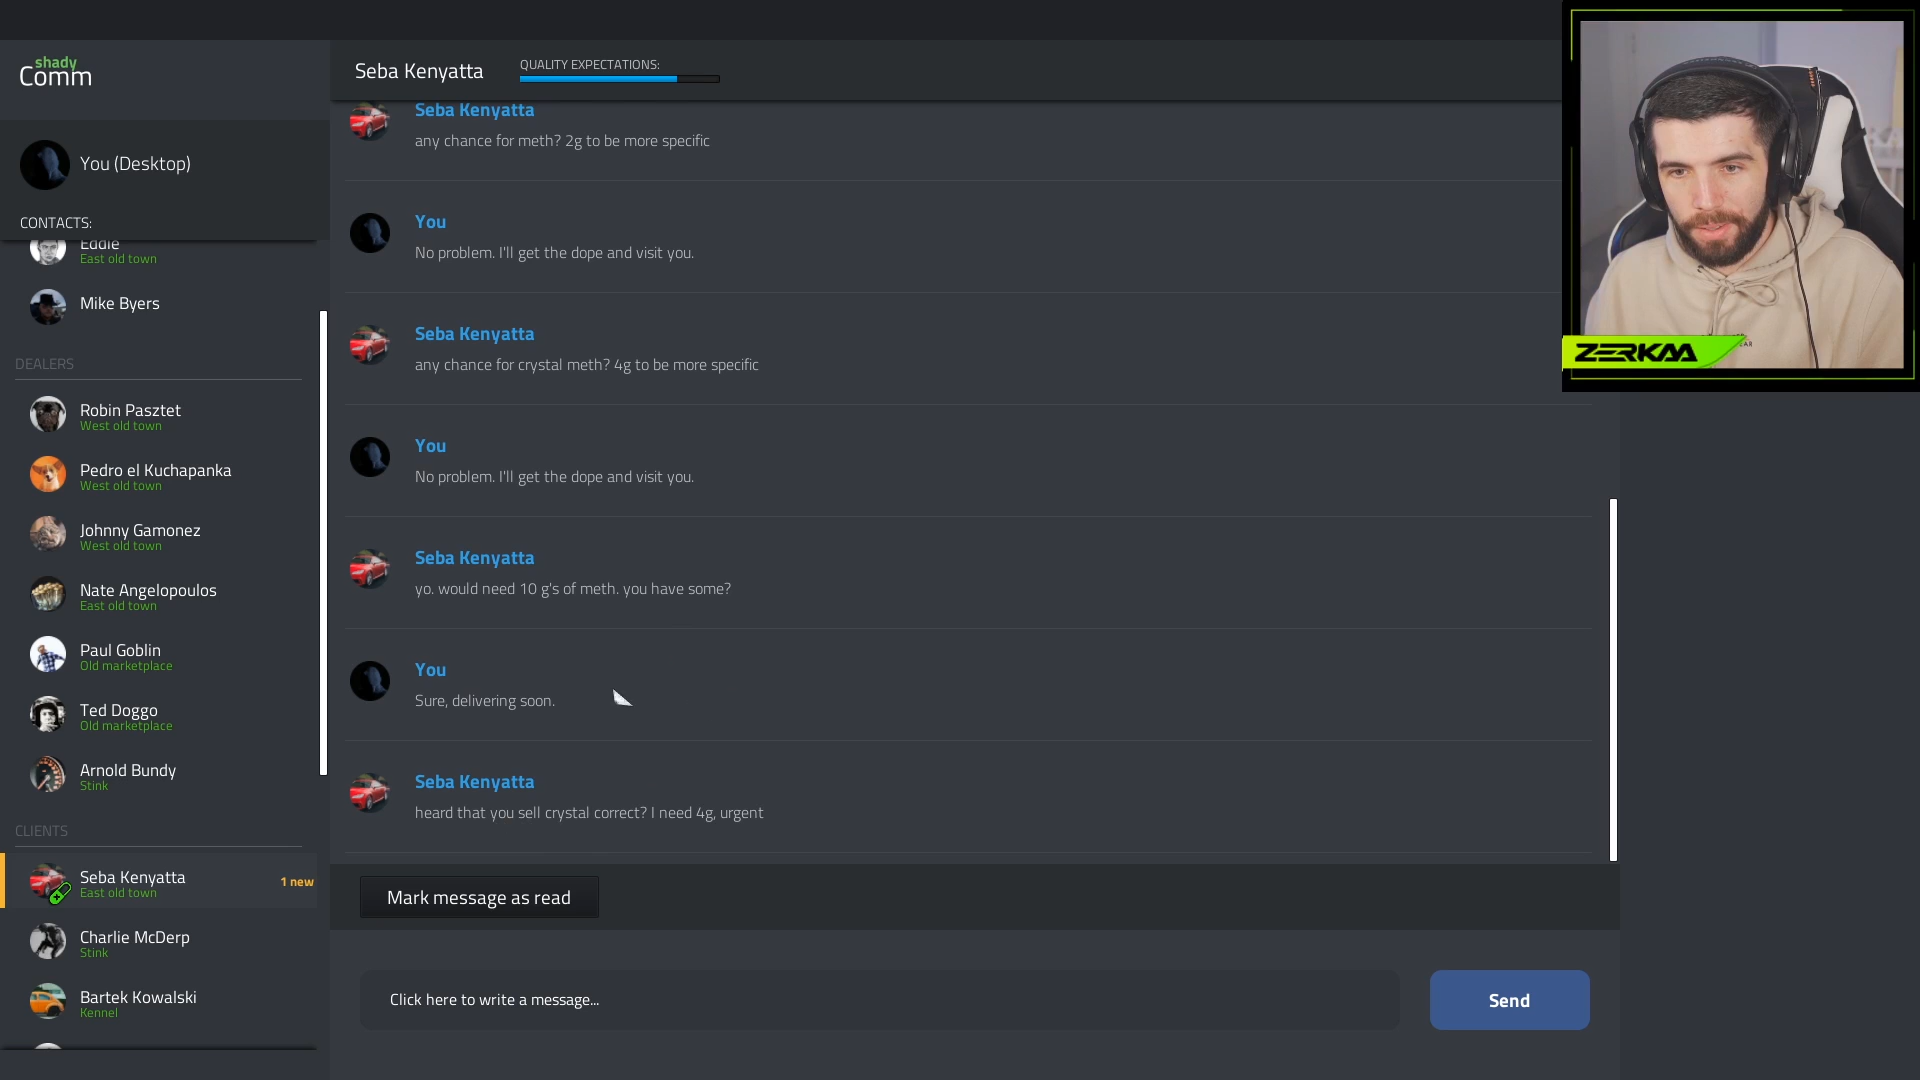 shady
Comm
You (Desktop)
CONTACTS:
Eddie
East old town
Mike Byers
DEALERS
Robin Pasztet
West old town
Pedro el Kuchapanka
West old town
Johnny Gamonez
West old town
Nate Angelopoulos
East old town
Paul Goblin
Old marketplace
Ted Doggo
Old marketplace
Arnold Bundy
Stink
CLIENTS
Seba Kenyatta
East old town
1 new
Charlie McDerp
Stink
Bartek Kowalski
Kennel
Seba Kenyatta
QUALITY EXPECTATIONS:
Seba Kenyatta
any chance for meth? 2g to be more specific
You
No problem. I'll get the dope and visit you.
Seba Kenyatta
any chance for crystal meth? 4g to be more specific
You
No problem. I'll get the dope and visit you.
Seba Kenyatta
yo. would need 10 g's of meth. you have some?
You
Sure, delivering soon.
Seba Kenyatta
heard that you sell crystal correct? I need 4g, urgent
Mark message as read
Click here to write a message...
Send
ZERKAA